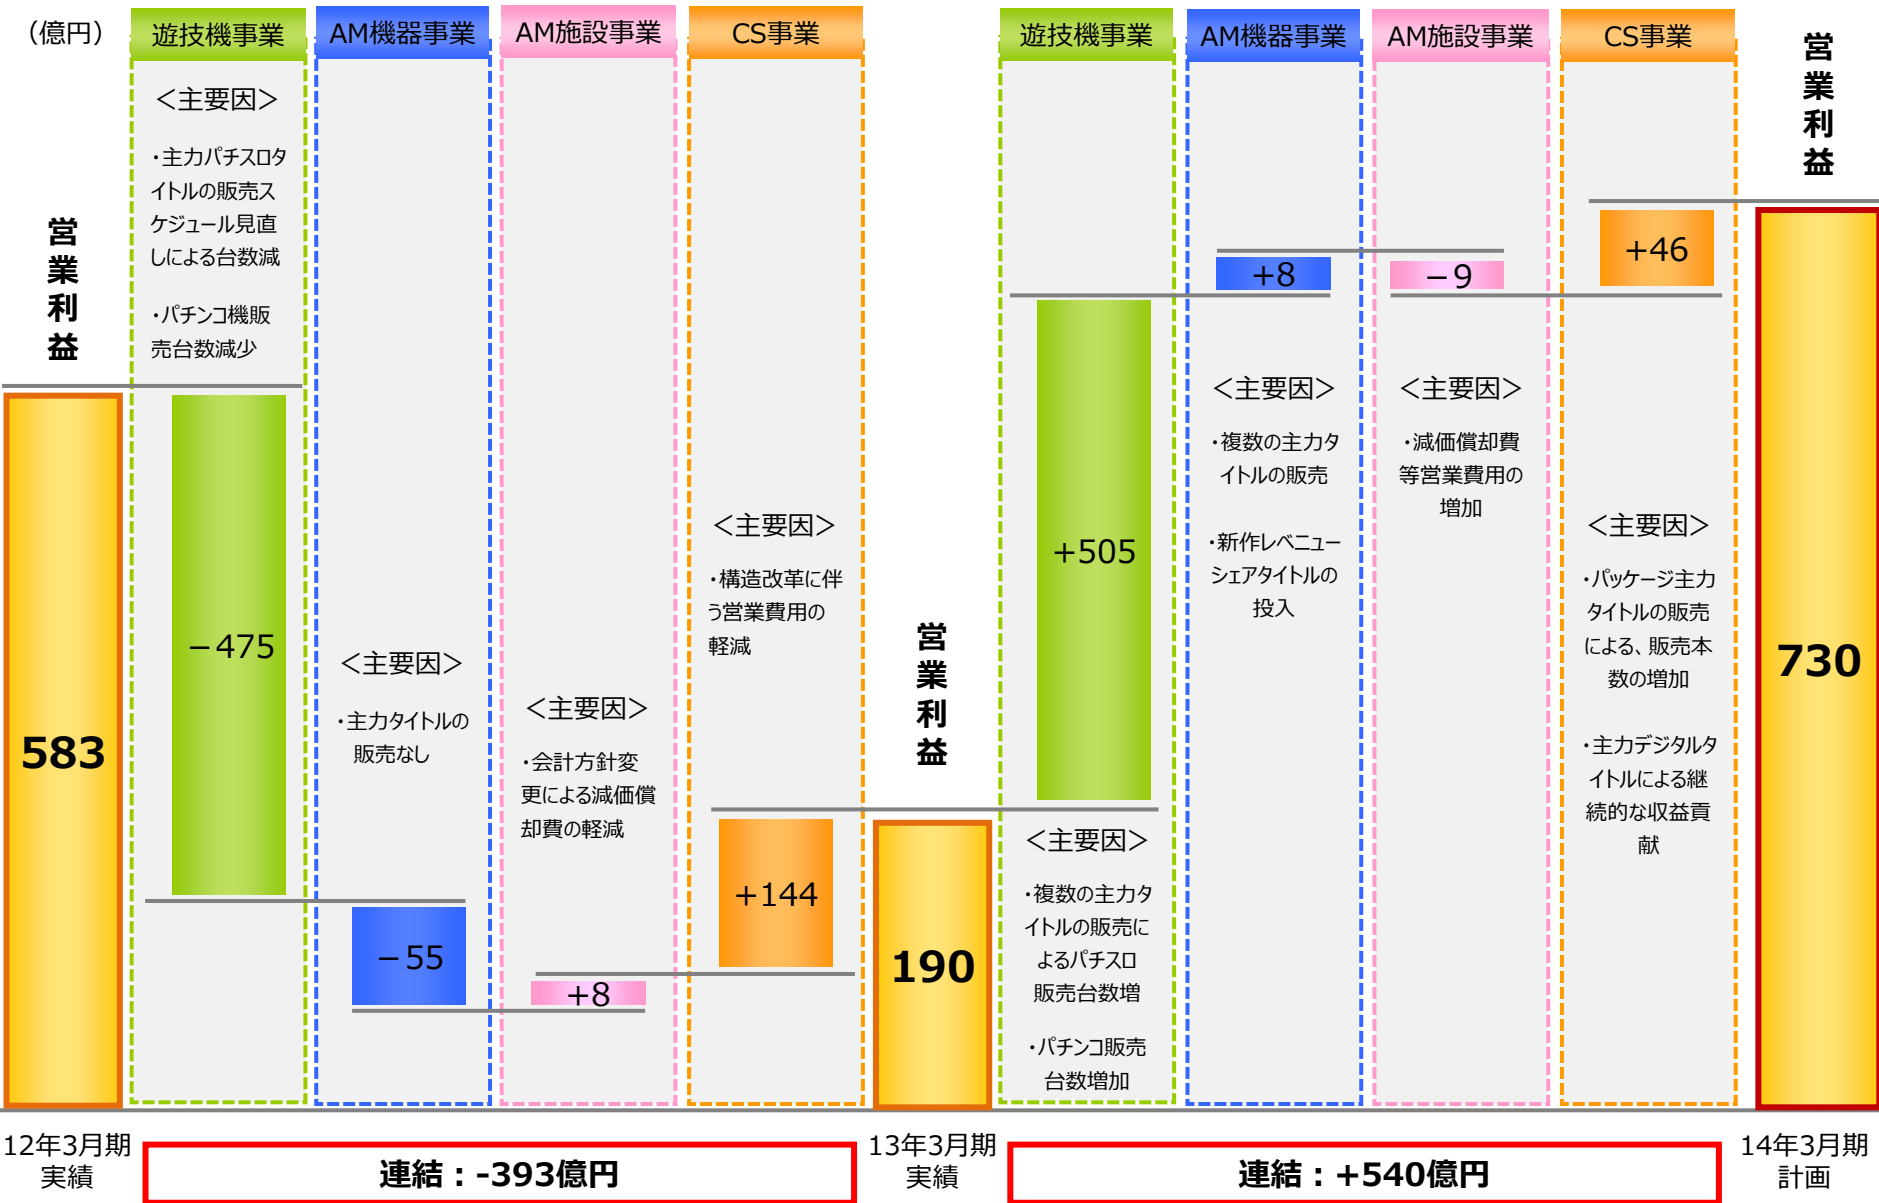 （億円）
遊技機事業
AM機器事業
AM施設事業
CS事業
遊技機事業
AM機器事業
AM施設事業
CS事業
営業利益
583
＜主要因＞
・主力パチスロタ
イトルの販売ス
ケジュール見直
しによる台数減
・パチンコ機販
売台数減少
－475
＜主要因＞
・主力タイトルの
販売なし
－55
＜主要因＞
・会計方針変
更による減価償
却費の軽減
+8
＜主要因＞
・構造改革に伴
う営業費用の
軽減
+144
営業利益
190
+505
＜主要因＞
・複数の主力タ
イトルの販売に
よるパチスロ
販売台数増
・パチンコ販売
台数増加
+8
＜主要因＞
・複数の主力タ
イトルの販売
・新作レベニュー
シェアタイトルの
投入
－9
＜主要因＞
・減価償却費
等営業費用の
増加
+46
＜主要因＞
・パッケージ主力
タイトルの販売
による、販売本
数の増加
・主力デジタルタ
イトルによる継
続的な収益貢
献
営業利益
730
12年3月期
実績
連結：-393億円
13年3月期
実績
連結：+540億円
14年3月期
計画